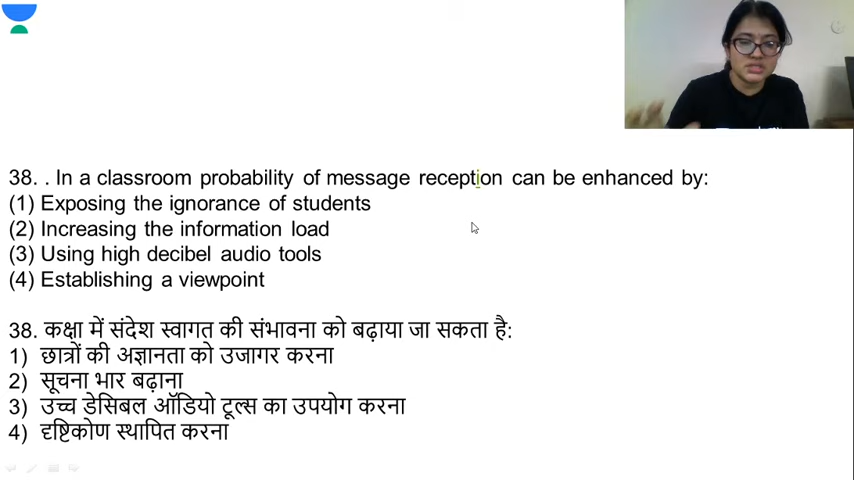 38. . In a classroom probability of message reception can be enhanced by:
(1) Exposing the ignorance of students
(2) Increasing the information load
(3) Using high decibel audio tools
(4) Establishing a viewpoint
38. कक्षा में संदेश स्वागत की संभावना को बढ़ाया जा सकता है:
1) छात्रों की अज्ञानता को उजागर करना
2) सूचना भार बढ़ाना
3) उच्च डेसिबल ऑडियो टूल्स का उपयोग करना
4) दृष्टिकोण स्थापित करना